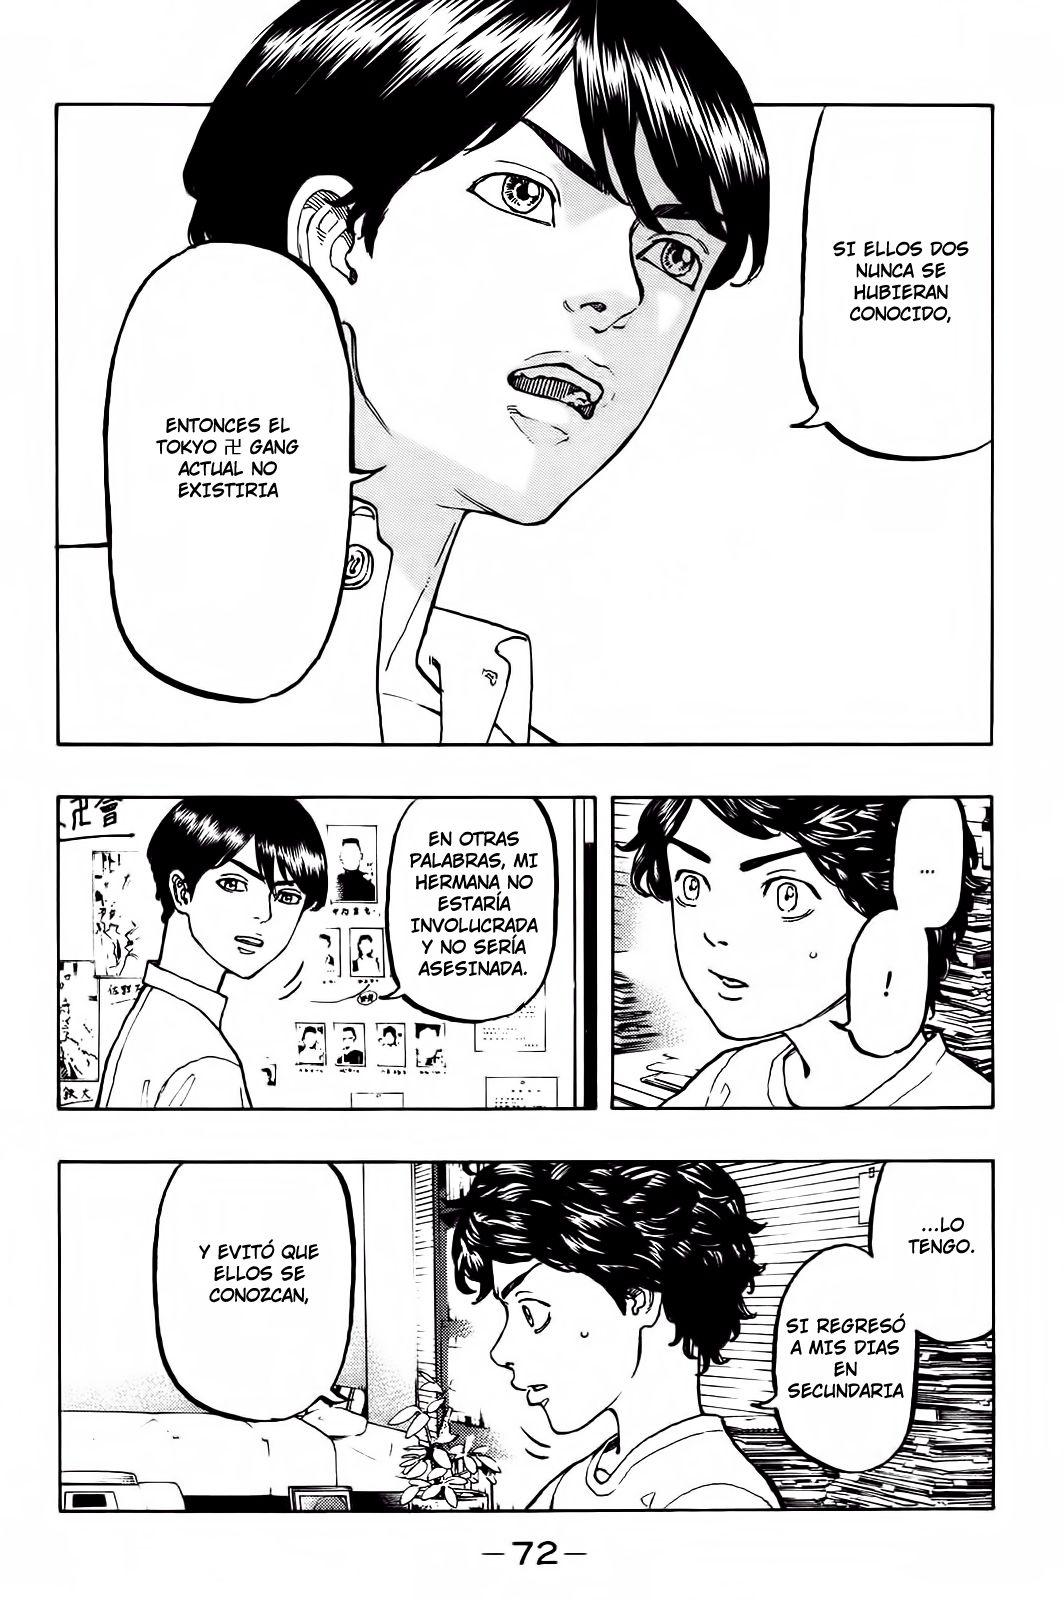 SI ELLOS DOS
NUNCA SE
HUBIERAN
CONOCIDO,
ENTONCES EL
TOKYO 卍 GANG
ACTUAL NO
EXISTIRIA
...
!
卍會
EN OTRAS
PALABRAS, MI
HERMANA NO
ESTARÍA
INVOLUCRADA
Y NO SERÍA
ASESINADA.
...LO
TENGO.
SI REGRESÓ
A MIS DIAS
EN
SECUNDARIA
Y EVITÓ QUE
ELLOS SE
CONOZCAN,
-72-